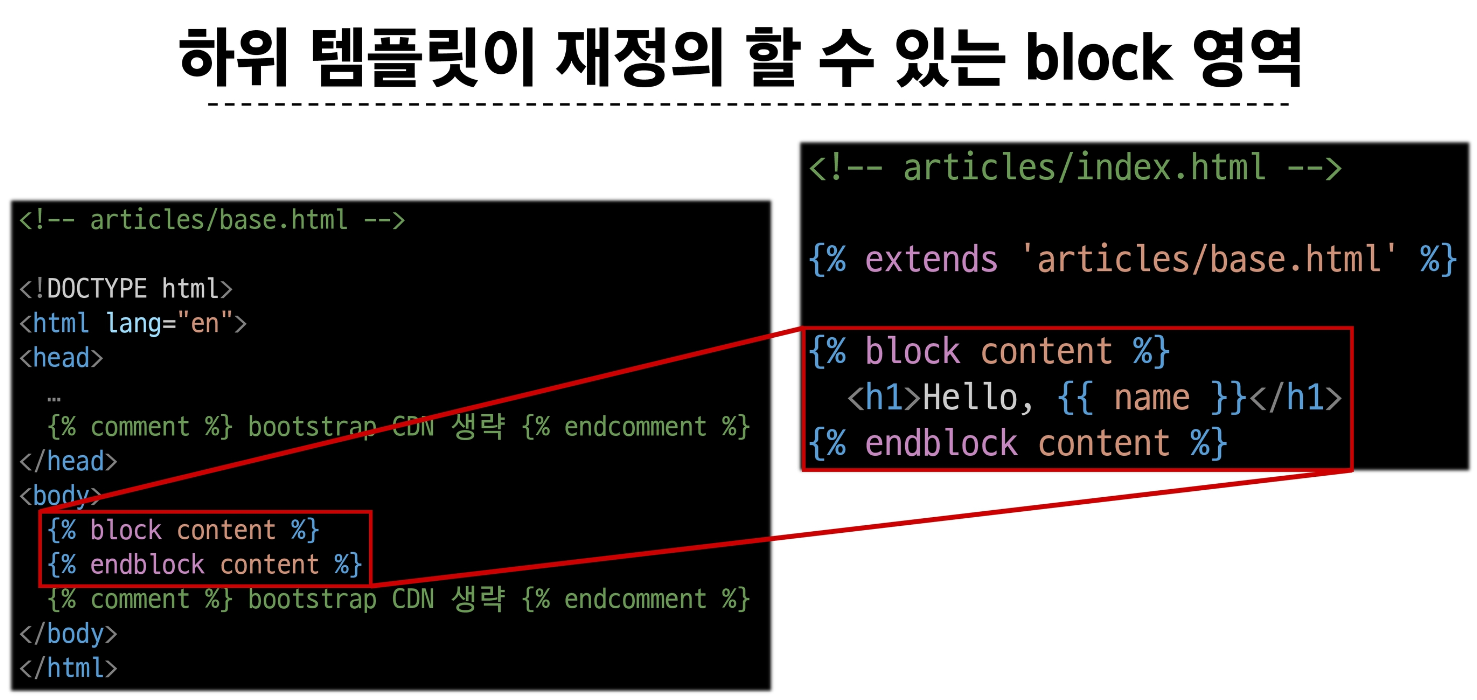 하위 템플릿이 재정의 할 수 있는 block 영역
<!-- articles/base.html -->
<!DOCTYPE html>
<html lang="en">
<head>
…
{% comment %} bootstrap CDN 생략 {% endcomment %}
</head>
<body>
{% block content %}
{% endblock content %}
{% comment %} bootstrap CDN 생략 {% endcomment %}
</body>
</html>
<!-- articles/index.html -->
{% extends 'articles/base.html' %}
{% block content %}
<h1>Hello, {{ name }}</h1>
{% endblock content %}